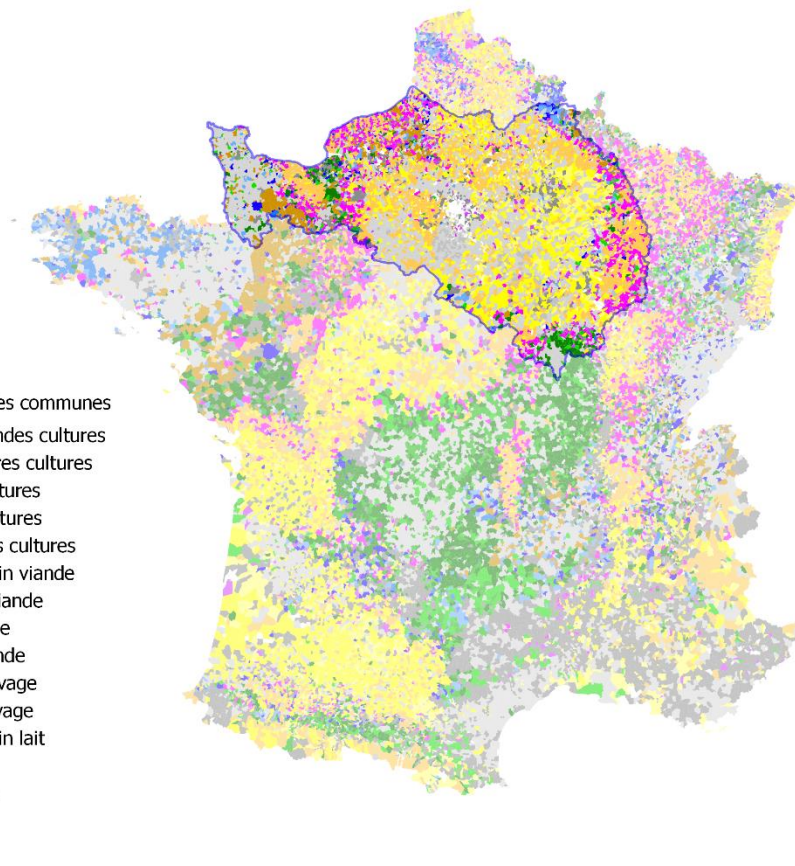 es communes
ndes cultures
res cultures
tures
tures
s cultures
in viande
iande
e
nde
vage
vage
in lait